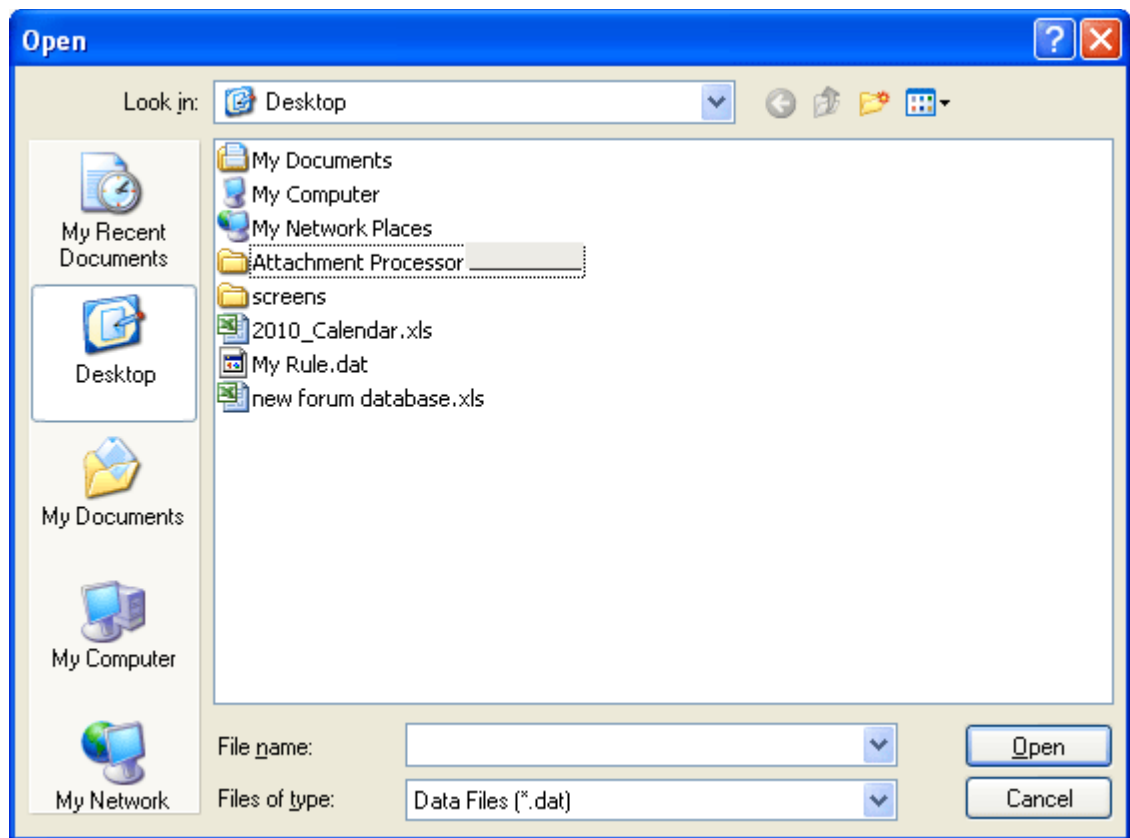 Open
Look in:
Desktop
My Recent
Documents
Desktop
My Documents
My Computer
My Network
My Documents
My Computer
My Network Places
Attachment Processor
screens
2010_Calendar.xls
My Rule.dat
new forum database.xls
File name:
Open
Files of type:
Data Files (*.dat)
Cancel